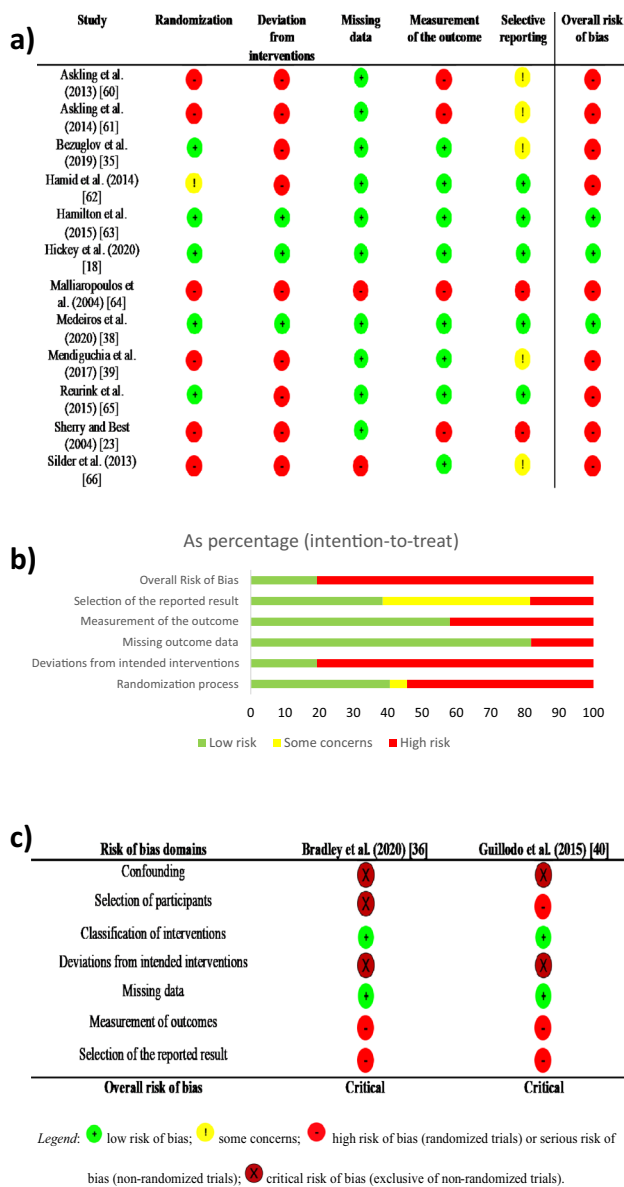 a)
Study Randomization Deviation from interventions Missing data Measurement of the outcome Selective reporting Overall risk of bias
Askling et al. (2013) [60] - - + - ! -
Askling et al. (2014) [61] - - + - ! -
Bezuglov et al. (2019) [35] + - + + ! -
Hamid et al. (2014) [62] ! - + + + -
Hamilton et al. (2015) [63] + + + + + +
Hickey et al. (2020) [18] + + + + + +
Malliaropoulos et al. (2004) [64] - - - - - -
Medeiros et al. (2020) [38] + + + + + +
Mendiguchia et al. (2017) [39] - - + + ! -
Reurink et al. (2015) [65] + - + + + -
Sherry and Best (2004) [23] - - + - - -
Silder et al. (2013) [66] - - - + ! -
b)
As percentage (intention-to-treat)
Overall Risk of Bias
Selection of the reported result
Measurement of the outcome
Missing outcome data
Deviations from intended interventions
Randomization process
0 10 20 30 40 50 60 70 80 90 100
Low risk Some concerns High risk
c)
Risk of bias domains Bradley et al. (2020) [36] Guillodo et al. (2015) [40]
Confounding X X
Selection of participants X -
Classification of interventions + +
Deviations from intended interventions X X
Missing data + +
Measurement of outcomes - -
Selection of the reported result - -
Overall risk of bias Critical Critical
Legend: + low risk of bias; ! some concerns; - high risk of bias (randomized trials) or serious risk of
bias (non-randomized trials); X critical risk of bias (exclusive of non-randomized trials).